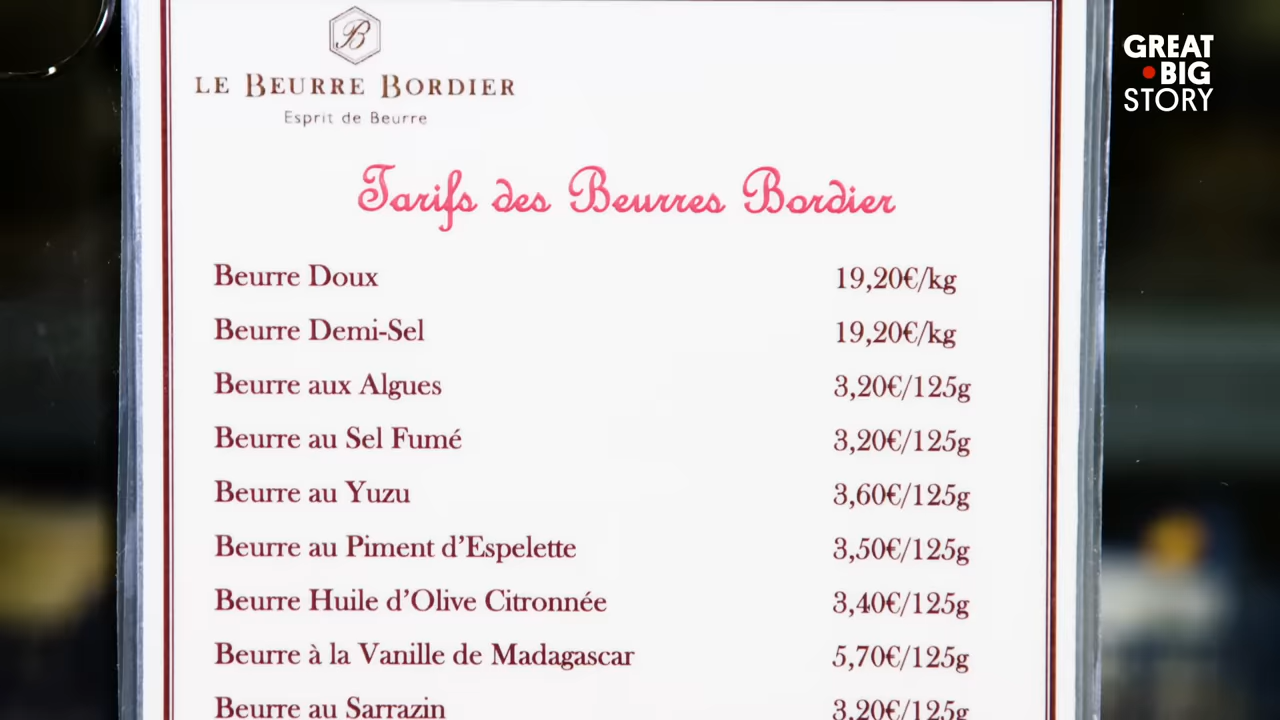 B
LE BEURRE BORDIER
Esprit de Beurre
Tarifs des Beurres Bordier
Beurre Doux 19,20€/kg
Beurre Demi-Sel 19,20€/kg
Beurre aux Algues 3,20€/125g
Beurre au Sel Fumé 3,20€/125g
Beurre au Yuzu 3,60€/125g
Beurre au Piment d’Espelette 3,50€/125g
Beurre Huile d’Olive Citronnée 3,40€/125g
Beurre à la Vanille de Madagascar 5,70€/125g
Beurre au Sarrazin 3,20€/125g
GREAT
BIG
STORY